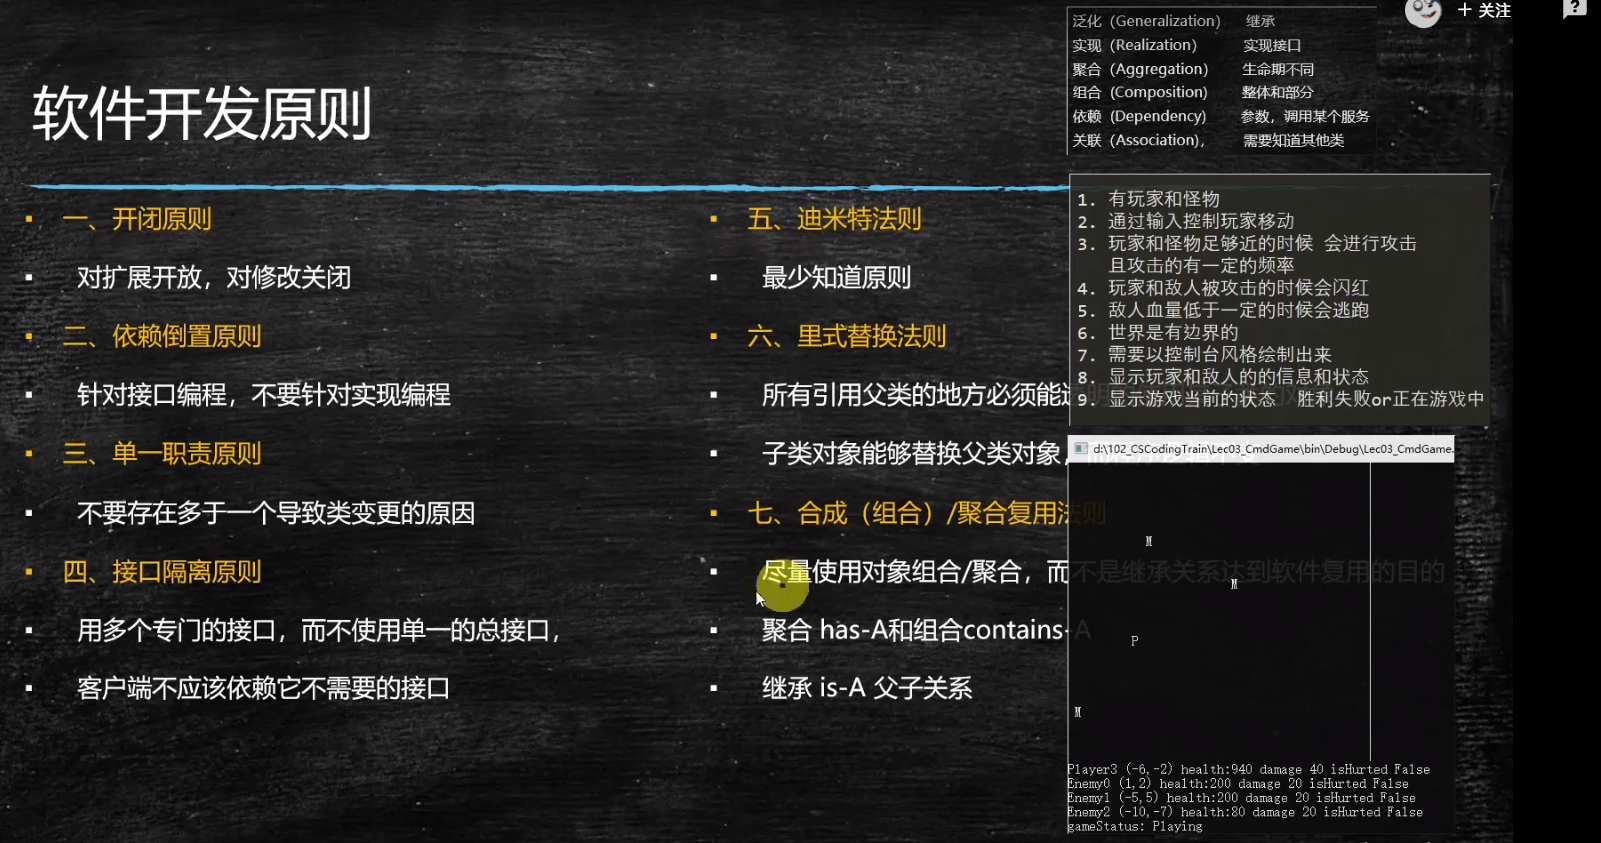 软件开发原则
一、开闭原则
对扩展开放，对修改关闭
二、依赖倒置原则
针对接口编程，不要针对实现编程
三、单一职责原则
不要存在多于一个导致类变更的原因
四、接口隔离原则
用多个专门的接口，而不使用单一的总接口，
客户端不应该依赖它不需要的接口
五、迪米特法则
最少知道原则
六、里式替换法则
所有引用父类的地方必须能
子类对象能够替换父类对象，
七、合成（组合）/聚合复用法则
尽量使用对象组合/聚合，而不是继承关系达到软件复用的目的
聚合 has-A和组合contains-A
继承 is-A 父子关系
+ 关注
?
泛化（Generalization） 继承
实现（Realization） 实现接口
聚合（Aggregation） 生命期不同
组合（Composition） 整体和部分
依赖（Dependency） 参数，调用某个服务
关联（Association）， 需要知道其他类
1. 有玩家和怪物
2. 通过输入控制玩家移动
3. 玩家和怪物足够近的时候 会进行攻击
且攻击的有一定的频率
4. 玩家和敌人被攻击的时候会闪红
5. 敌人血量低于一定的时候会逃跑
6. 世界是有边界的
7. 需要以控制台风格绘制出来
8. 显示玩家和敌人的的信息和状态
9. 显示游戏当前的状态 胜利失败or正在游戏中
d:\102_CSCodingTrain\Lec03_CmdGame\bin\Debug\Lec03_CmdGame.
M
M
P
M
Player3 (-6,-2) health:940 damage 40 isHurted False
Enemy0 (1,2) health:200 damage 20 isHurted False
Enemy1 (-5,5) health:200 damage 20 isHurted False
Enemy2 (-10,-7) health:80 damage 20 isHurted False
gameStatus: Playing